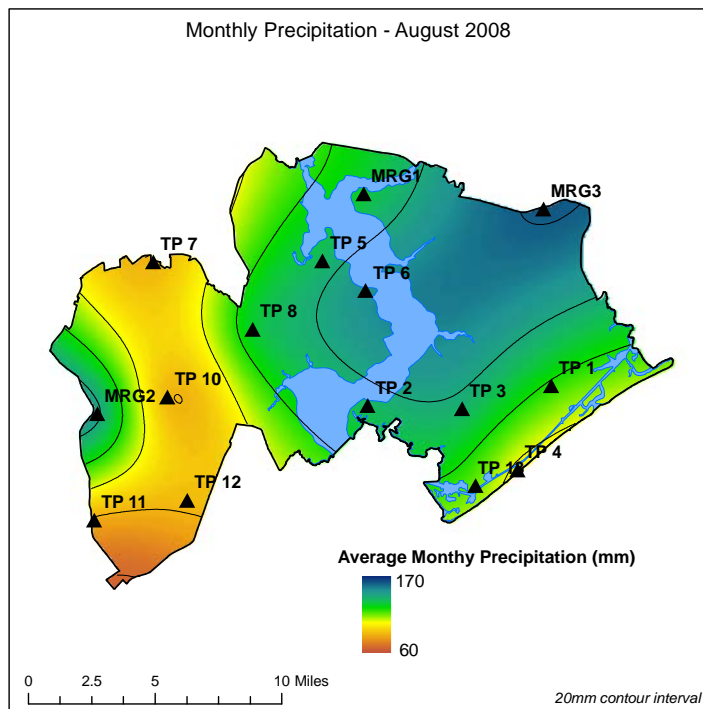 Monthly Precipitation - August 2008
MRG1
MRG3
TP 5
TP 7
TP 6
TP 8
TP 1
TP 10
MRG2
TP 2
TP 3
TP 4
TP 13
TP 12
TP 11
Average Monthy Precipitation (mm)
170
60
0 2.5 5 10 Miles
20mm contour interval